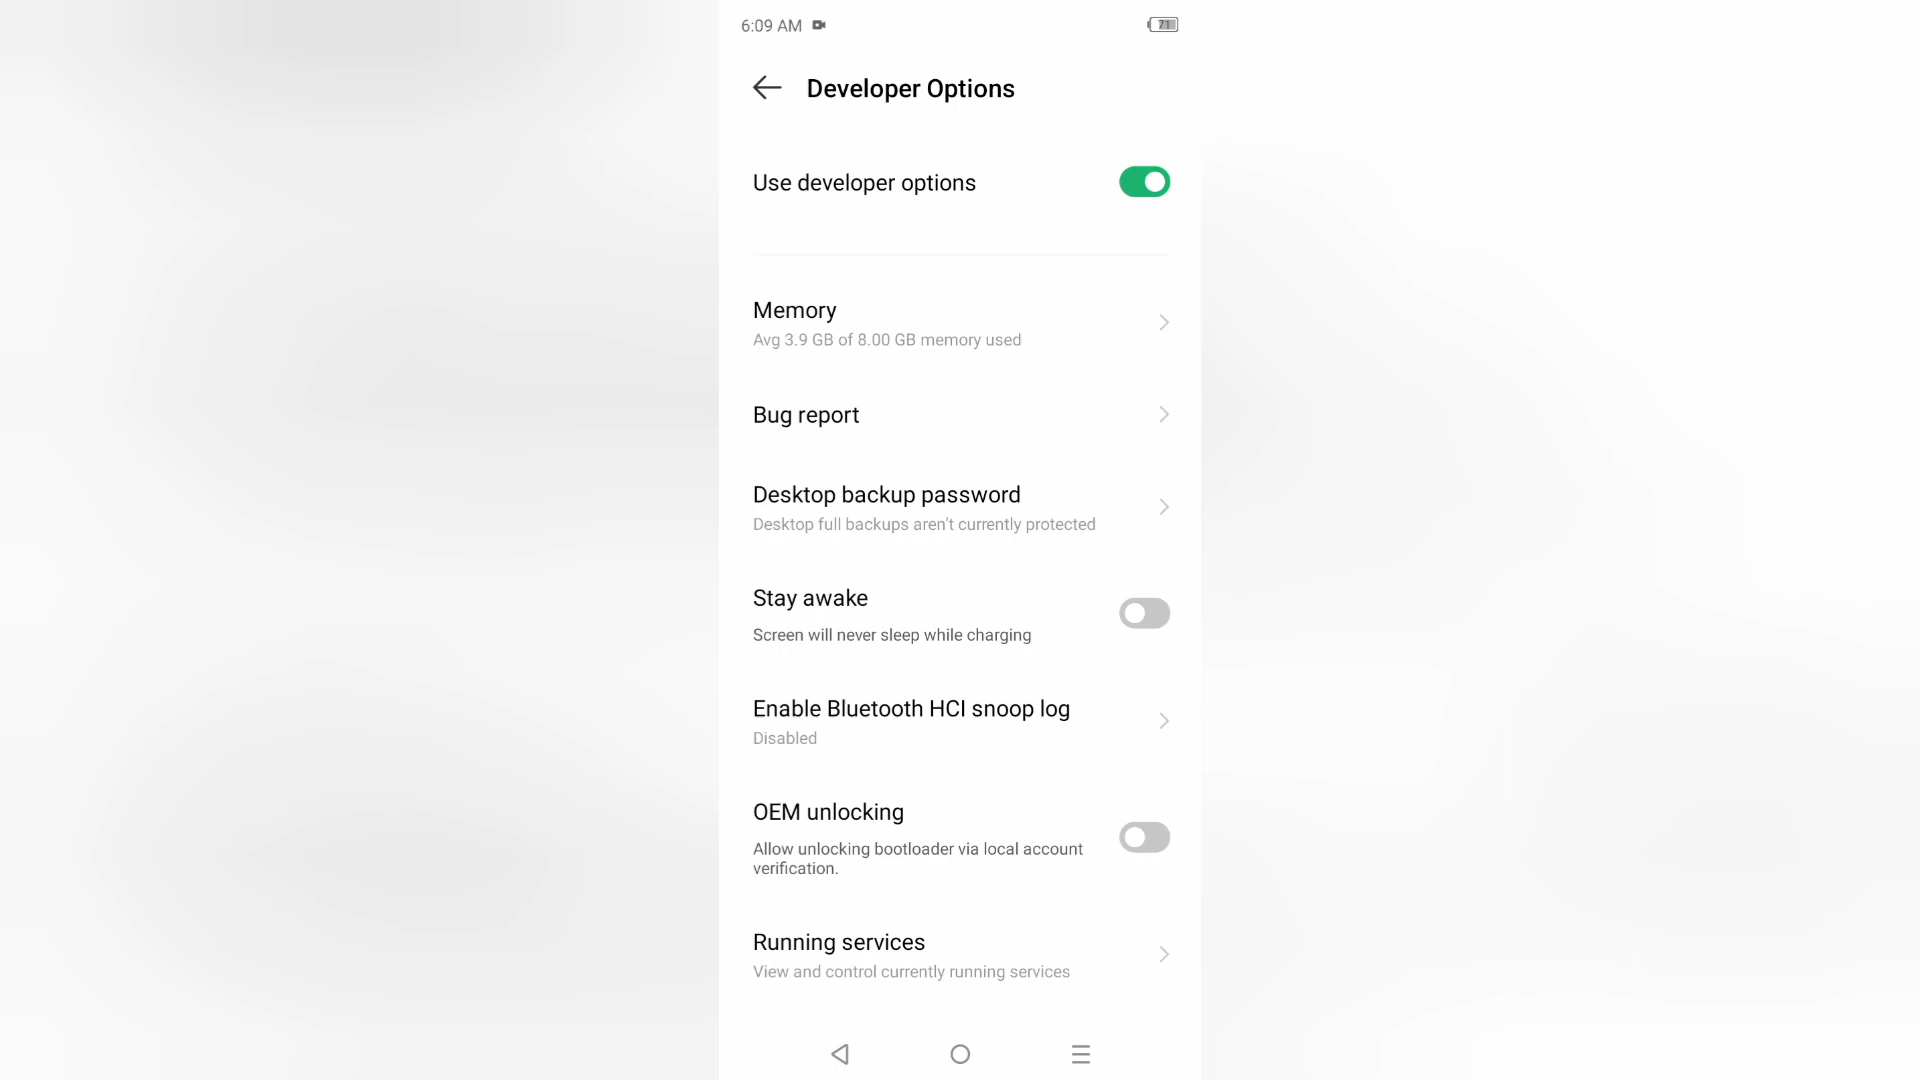 6:09 AM
71
Developer Options
Use developer options
Memory
Avg 3.9 GB of 8.00 GB memory used
Bug report
Desktop backup password
Desktop full backups aren't currently protected
Stay awake
Screen will never sleep while charging
Enable Bluetooth HCI snoop log
Disabled
OEM unlocking
Allow unlocking bootloader via local account
verification.
Running services
View and control currently running services